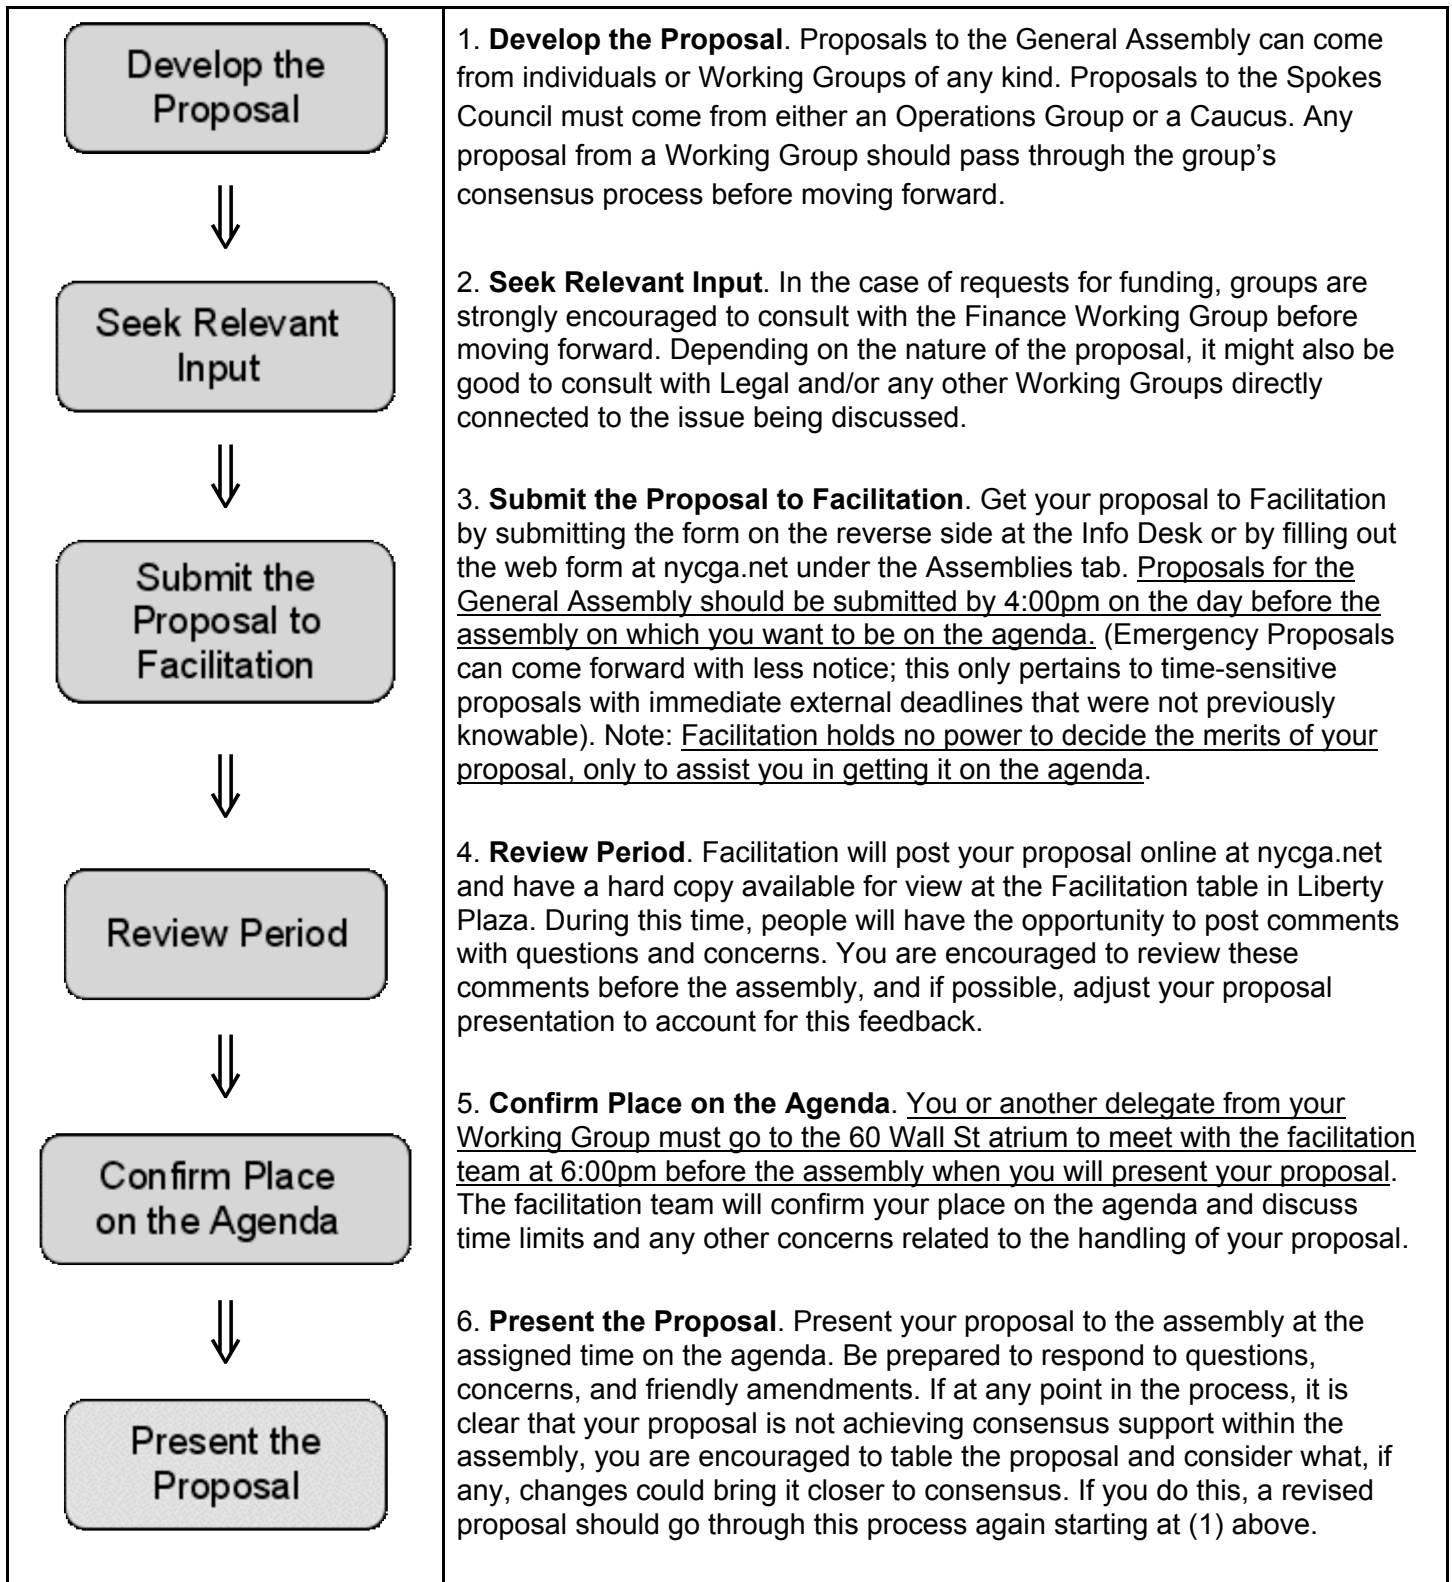 Develop the
Proposal
⇓
Seek Relevant
Input
⇓
Submit the
Proposal to
Facilitation
⇓
Review Period
⇓
Confirm Place
on the Agenda
⇓
Present the
Proposal
1. Develop the Proposal. Proposals to the General Assembly can come
from individuals or Working Groups of any kind. Proposals to the Spokes
Council must come from either an Operations Group or a Caucus. Any
proposal from a Working Group should pass through the group’s
consensus process before moving forward.
2. Seek Relevant Input. In the case of requests for funding, groups are
strongly encouraged to consult with the Finance Working Group before
moving forward. Depending on the nature of the proposal, it might also be
good to consult with Legal and/or any other Working Groups directly
connected to the issue being discussed.
3. Submit the Proposal to Facilitation. Get your proposal to Facilitation
by submitting the form on the reverse side at the Info Desk or by filling out
the web form at nycga.net under the Assemblies tab. Proposals for the
General Assembly should be submitted by 4:00pm on the day before the
assembly on which you want to be on the agenda. (Emergency Proposals
can come forward with less notice; this only pertains to time-sensitive
proposals with immediate external deadlines that were not previously
knowable). Note: Facilitation holds no power to decide the merits of your
proposal, only to assist you in getting it on the agenda.
4. Review Period. Facilitation will post your proposal online at nycga.net
and have a hard copy available for view at the Facilitation table in Liberty
Plaza. During this time, people will have the opportunity to post comments
with questions and concerns. You are encouraged to review these
comments before the assembly, and if possible, adjust your proposal
presentation to account for this feedback.
5. Confirm Place on the Agenda. You or another delegate from your
Working Group must go to the 60 Wall St atrium to meet with the facilitation
team at 6:00pm before the assembly when you will present your proposal.
The facilitation team will confirm your place on the agenda and discuss
time limits and any other concerns related to the handling of your proposal.
6. Present the Proposal. Present your proposal to the assembly at the
assigned time on the agenda. Be prepared to respond to questions,
concerns, and friendly amendments. If at any point in the process, it is
clear that your proposal is not achieving consensus support within the
assembly, you are encouraged to table the proposal and consider what, if
any, changes could bring it closer to consensus. If you do this, a revised
proposal should go through this process again starting at (1) above.